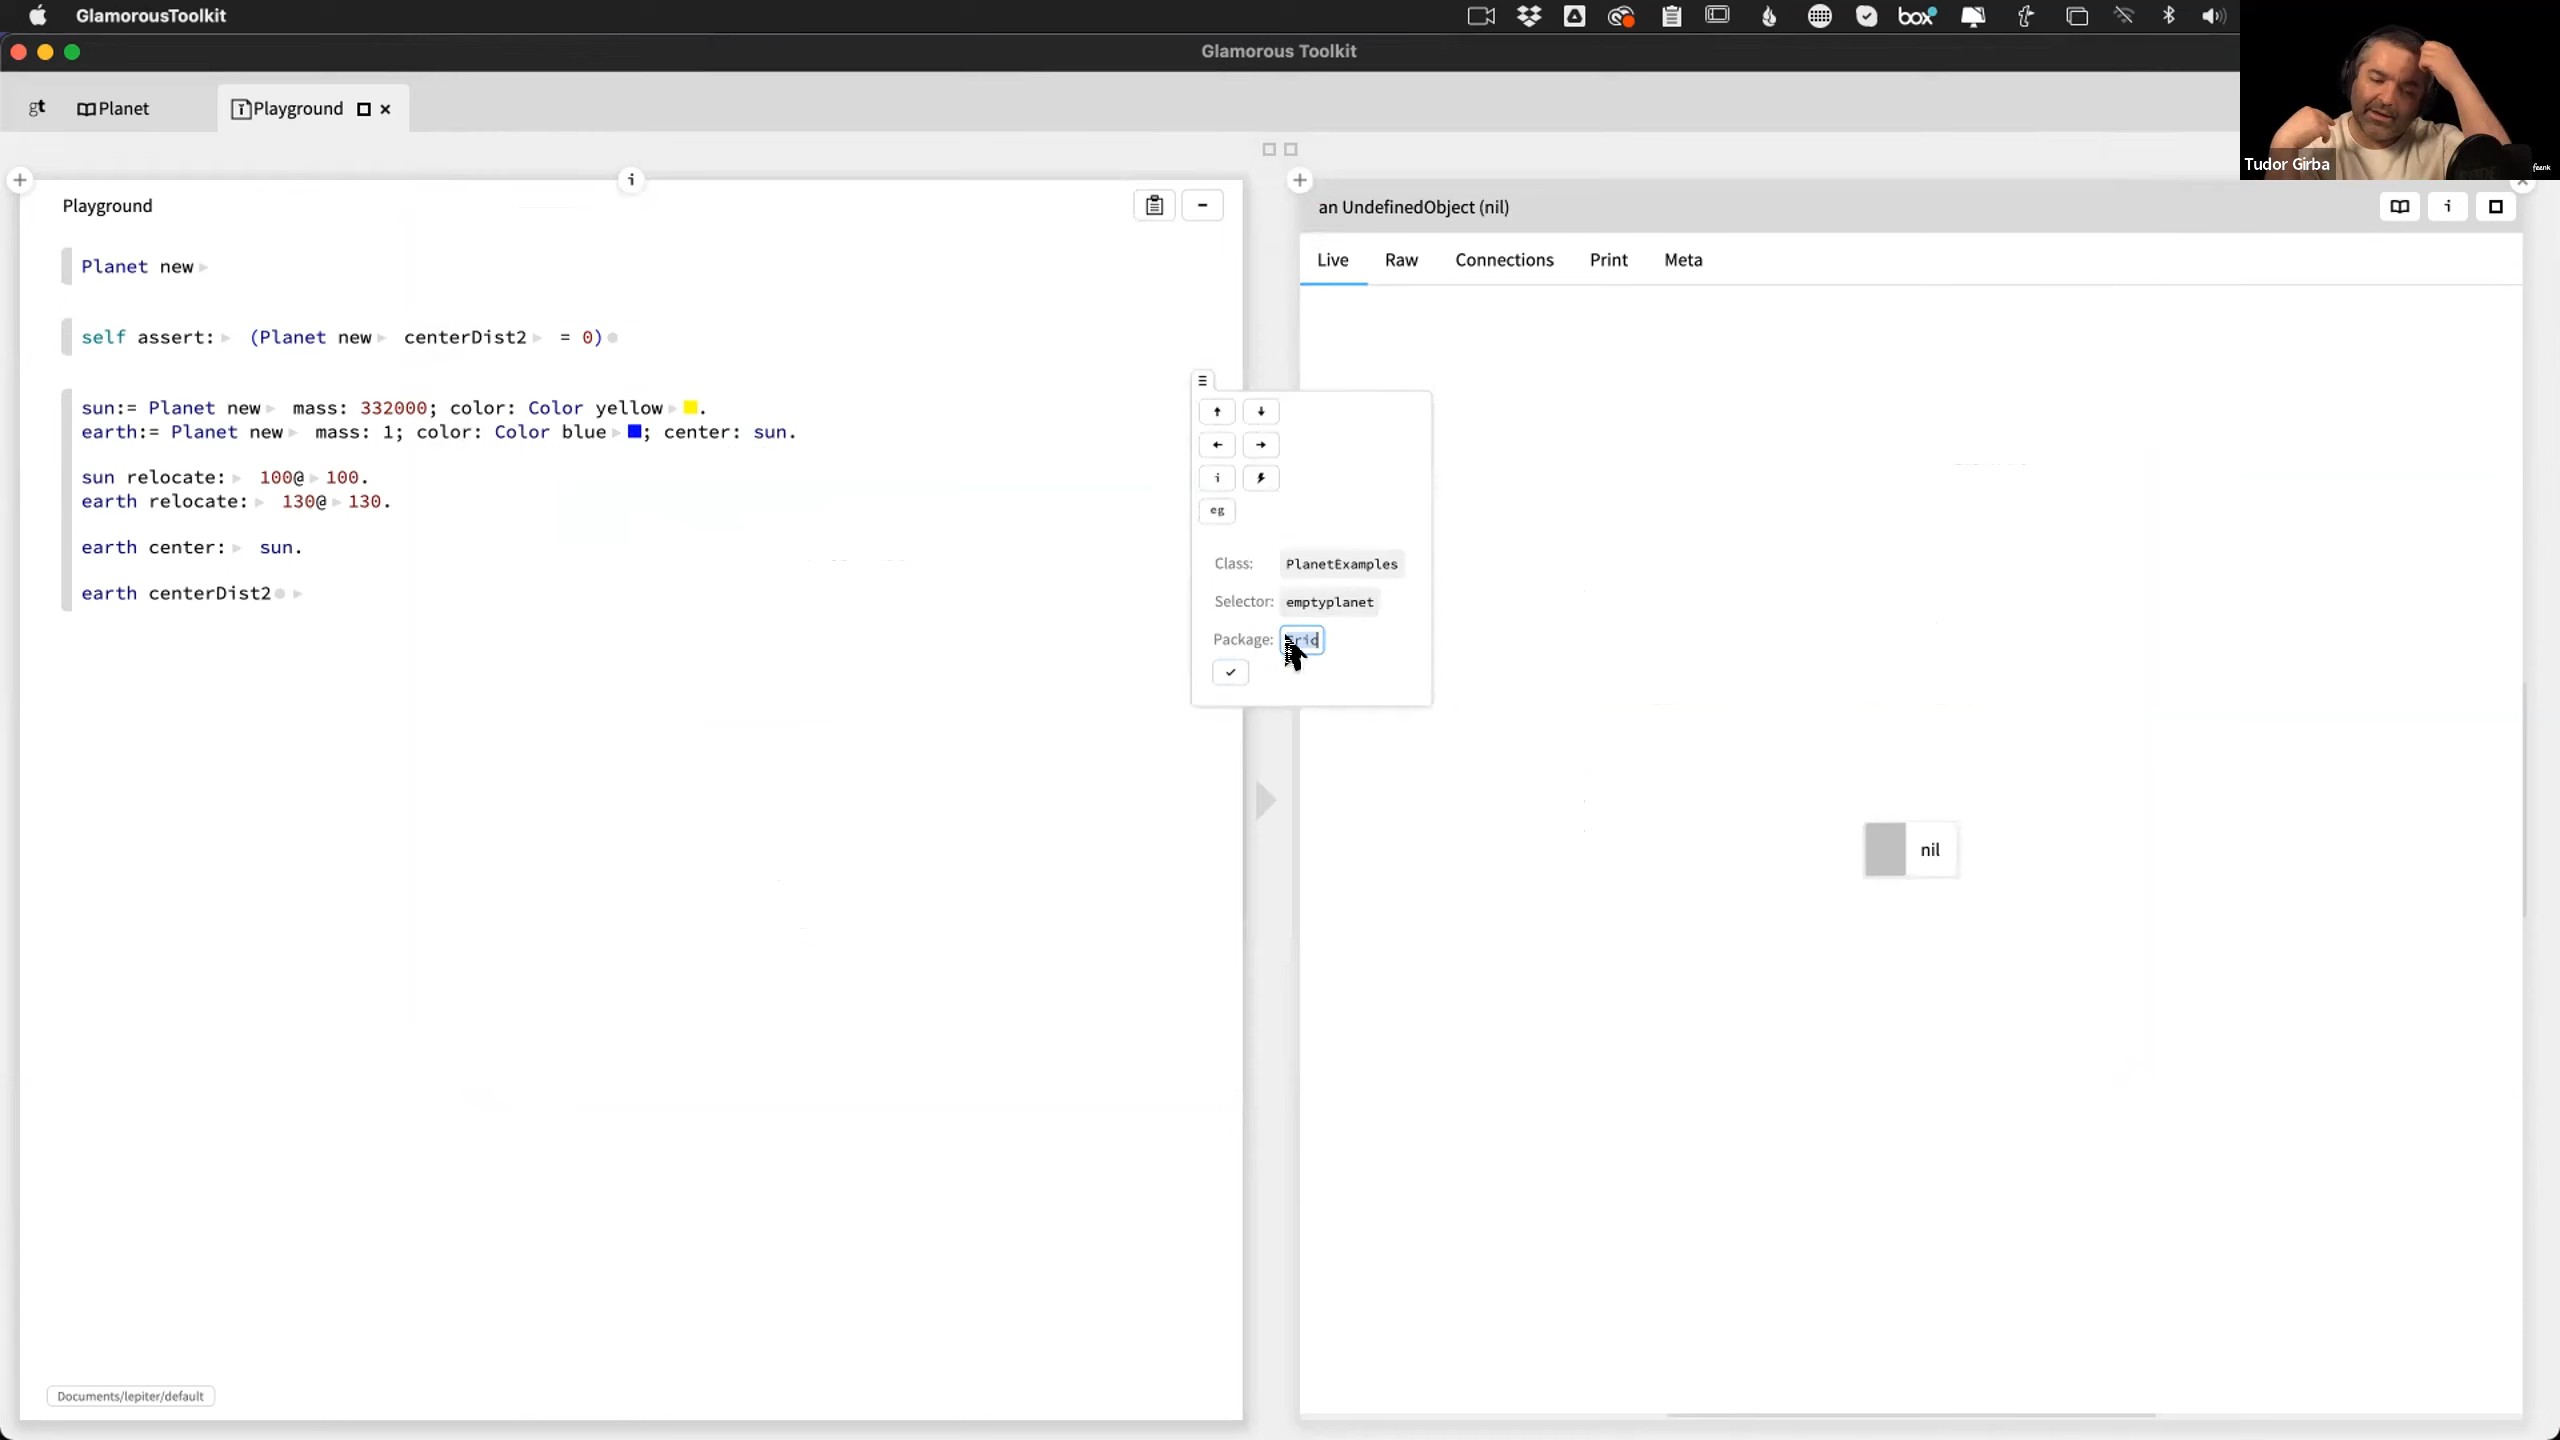 GlamorousToolkit
box
Glamorous Toolkit
gt
Planet
Playground
Tudor Girba
feenk
i
Playground
an UndefinedObject (nil)
i
Live Raw Connections Print Meta
Planet new
self assert: (Planet new centerDist2 = 0)
sun:= Planet new mass: 332000; color: Color yellow .
earth:= Planet new mass: 1; color: Color blue ; center: sun.
sun relocate: 100@ 100.
earth relocate: 130@ 130.
earth center: sun.
earth centerDist2
i
eg
Class: PlanetExamples
Selector: emptyplanet
Package:
nil
Documents/lepiter/default